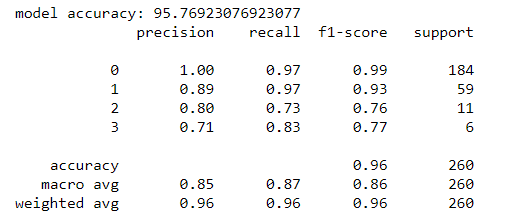 model accuracy: 95.76923076923077
precision recall f1-score support
0 1.00 0.97 0.99 184
1 0.89 0.97 0.93 59
2 0.80 0.73 0.76 11
3 0.71 0.83 0.77 6
accuracy 0.96 260
macro avg 0.85 0.87 0.86 260
weighted avg 0.96 0.96 0.96 260